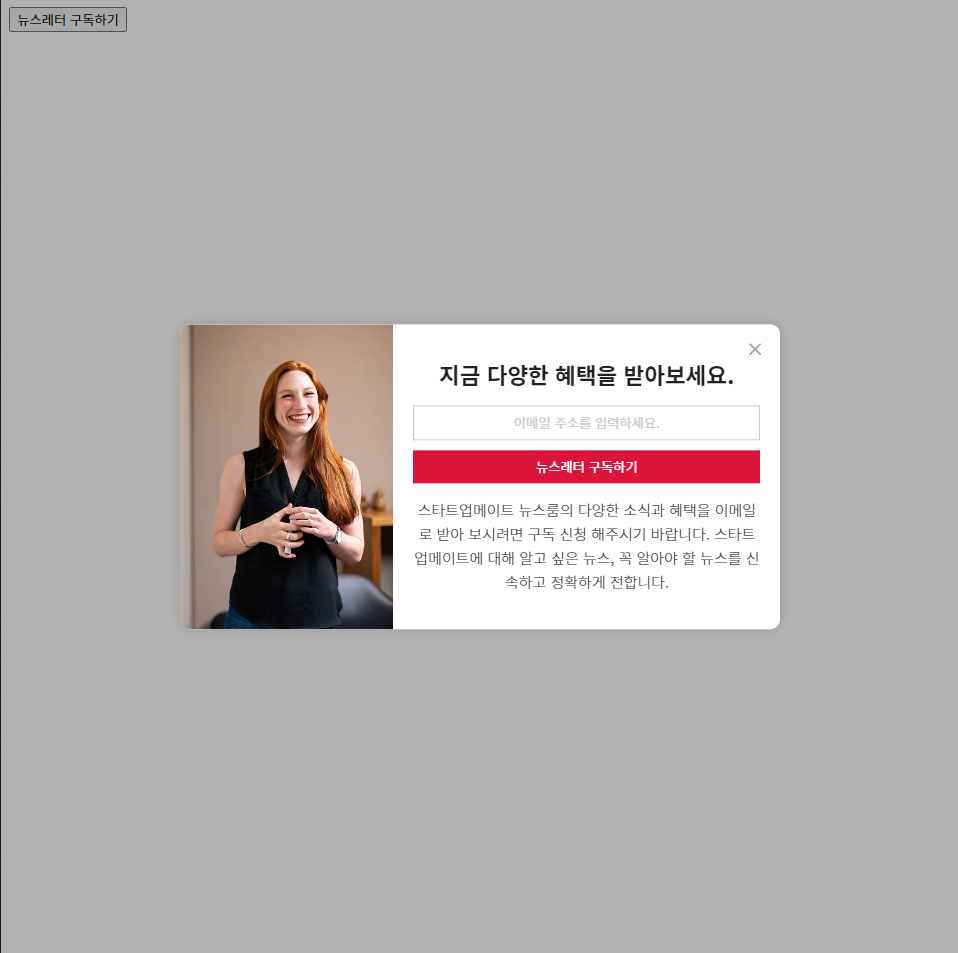 뉴스레터 구독하기
지금 다양한 혜택을 받아보세요.
이메일 주소를 입력하세요.
뉴스레터 구독하기
스타트업메이트 뉴스룸의 다양한 소식과 혜택을 이메일
로 받아 보시려면 구독 신청 해주시기 바랍니다. 스타트
업메이트에 대해 알고 싶은 뉴스, 꼭 알아야 할 뉴스를 신
속하고 정확하게 전합니다.